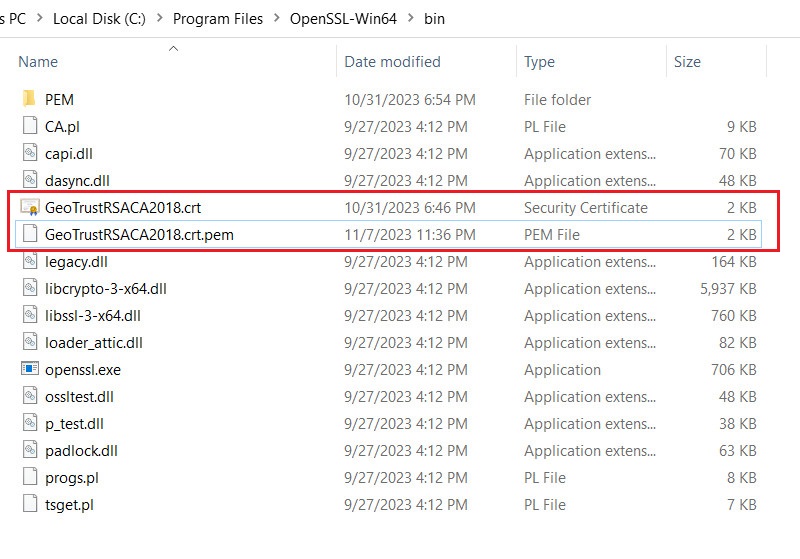 s PC > Local Disk (C:) > Program Files > OpenSSL-Win64 > bin
Name Date modified Type Size
PEM 10/31/2023 6:54 PM File folder
CA.pl 9/27/2023 4:12 PM PL File 9 KB
capi.dll 9/27/2023 4:12 PM Application extens... 70 KB
dasync.dll 9/27/2023 4:12 PM Application extens... 48 KB
GeoTrustRSACA2018.crt 10/31/2023 6:46 PM Security Certificate 2 KB
GeoTrustRSACA2018.crt.pem 11/7/2023 11:36 PM PEM File 2 KB
legacy.dll 9/27/2023 4:12 PM Application extens... 164 KB
libcrypto-3-x64.dll 9/27/2023 4:12 PM Application extens... 5,937 KB
libssl-3-x64.dll 9/27/2023 4:12 PM Application extens... 760 KB
loader_attic.dll 9/27/2023 4:12 PM Application extens... 82 KB
openssl.exe 9/27/2023 4:12 PM Application 706 KB
ossltest.dll 9/27/2023 4:12 PM Application extens... 48 KB
p_test.dll 9/27/2023 4:12 PM Application extens... 38 KB
padlock.dll 9/27/2023 4:12 PM Application extens... 63 KB
progs.pl 9/27/2023 4:12 PM PL File 8 KB
tsget.pl 9/27/2023 4:12 PM PL File 7 KB